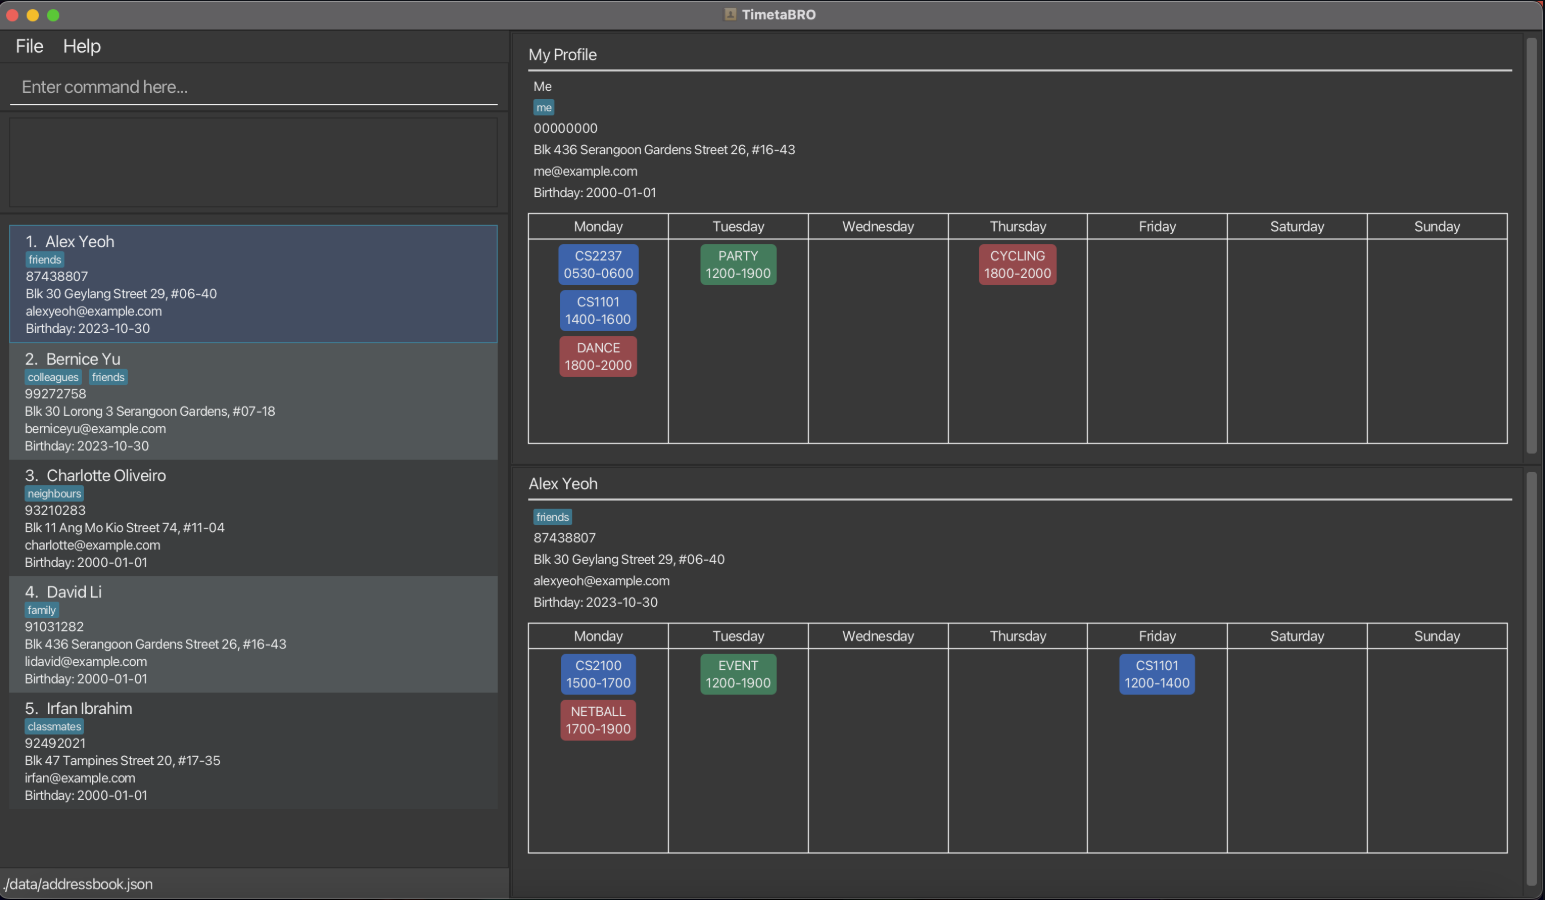 TimetaBRO
File Help
Enter command here...
1. Alex Yeoh
friends
87438807
Blk 30 Geylang Street 29, #06-40
alexyeoh@example.com
Birthday: 2023-10-30
2. Bernice Yu
colleagues friends
99272758
Blk 30 Lorong 3 Serangoon Gardens, #07-18
berniceyu@example.com
Birthday: 2023-10-30
3. Charlotte Oliveiro
neighbours
93210283
Blk 11 Ang Mo Kio Street 74, #11-04
charlotte@example.com
Birthday: 2000-01-01
4. David Li
family
91031282
Blk 436 Serangoon Gardens Street 26, #16-43
lidavid@example.com
Birthday: 2000-01-01
5. Irfan Ibrahim
classmates
92492021
Blk 47 Tampines Street 20, #17-35
irfan@example.com
Birthday: 2000-01-01
./data/addressbook.json
My Profile
Me
me
00000000
Blk 436 Serangoon Gardens Street 26, #16-43
me@example.com
Birthday: 2000-01-01
Monday Tuesday Wednesday Thursday Friday Saturday Sunday
CS2237 PARTY CYCLING
0530-0600 1200-1900 1800-2000
CS1101
1400-1600
DANCE
1800-2000
Alex Yeoh
friends
87438807
Blk 30 Geylang Street 29, #06-40
alexyeoh@example.com
Birthday: 2023-10-30
Monday Tuesday Wednesday Thursday Friday Saturday Sunday
CS2100 EVENT CS1101
1500-1700 1200-1900 1200-1400
NETBALL
1700-1900